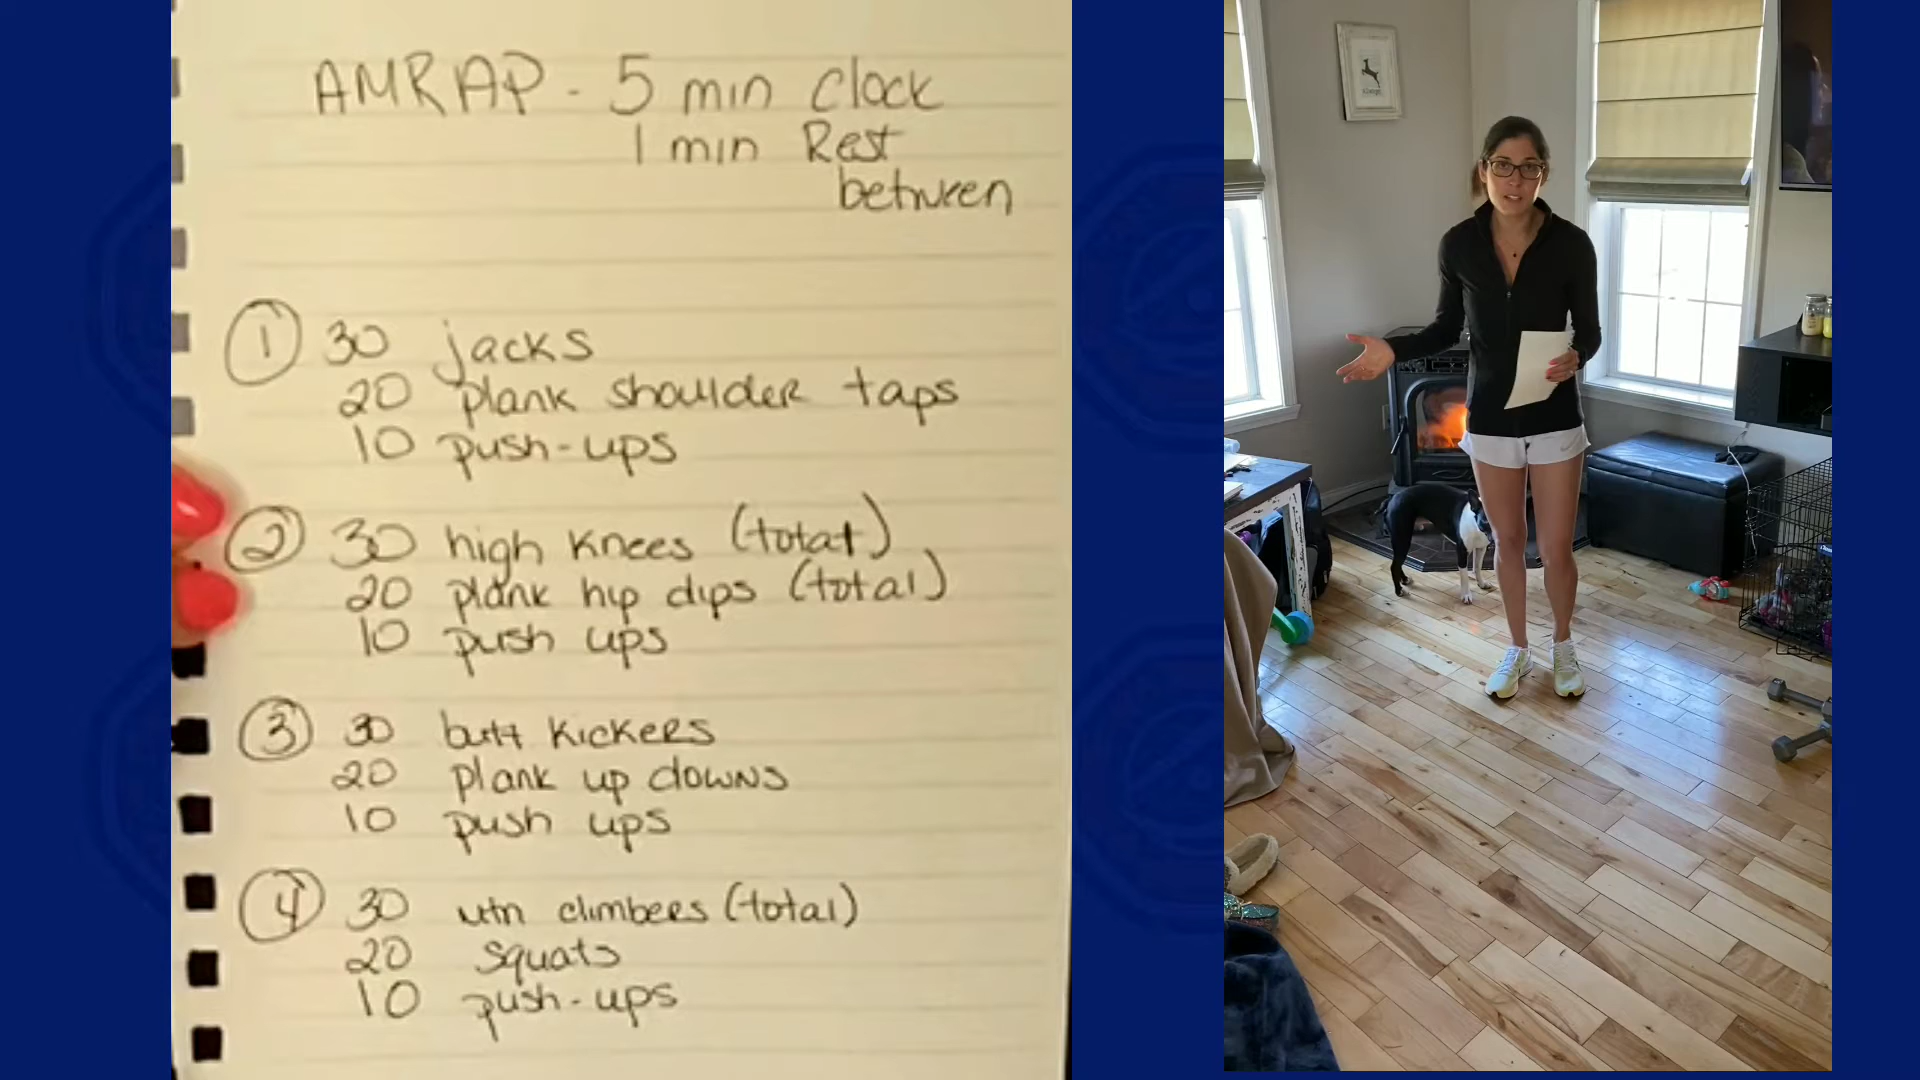 AMRAP - 5 min Clock
1 min Rest
between
1 30 jacks
20 plank shoulder taps
10 push-ups
2 30 high knees (total)
20 plank hip dips (total)
10 push ups
3 30 butt kickers
20 plank up downs
10 push ups
4 30 mtn climbers (total)
20 squats
10 push-ups